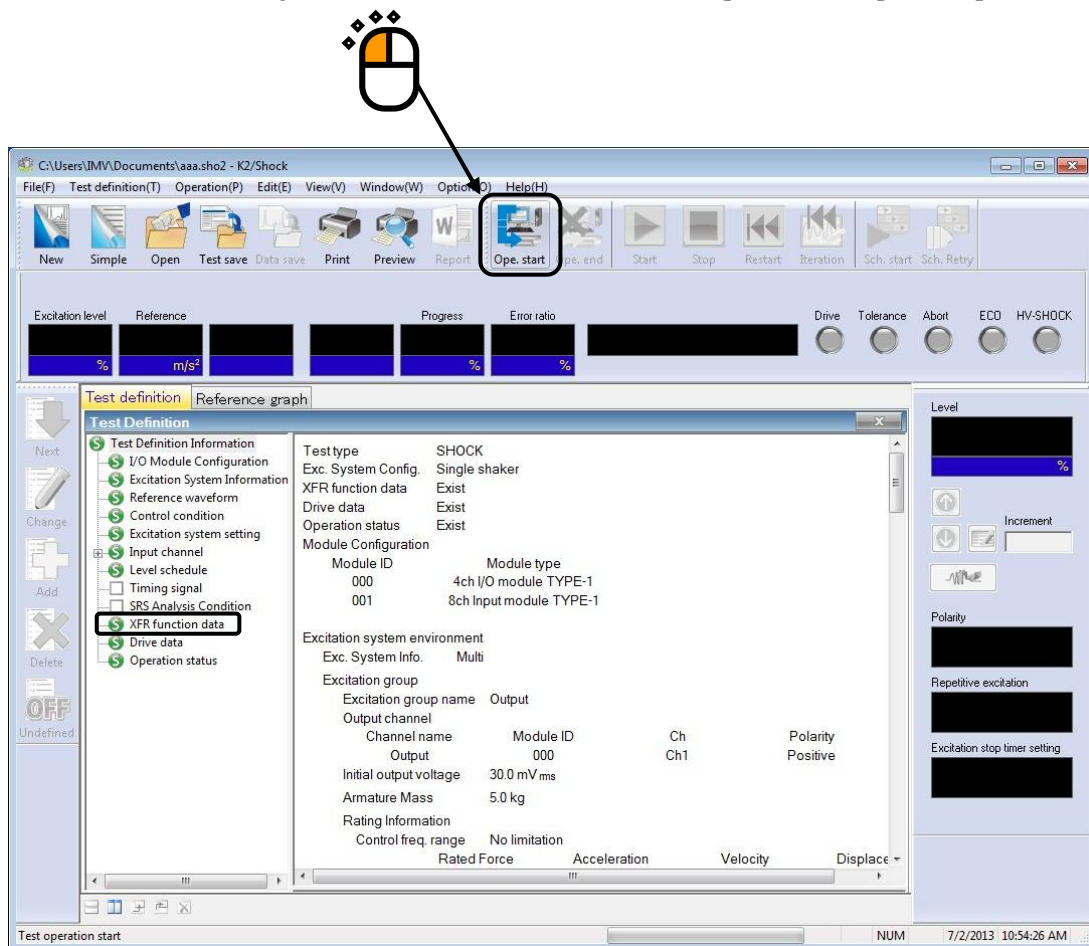 C:\Users\IMV\Documents\aaa.sho2 - K2/Shock
File(F) Test definition(T) Operation(P) Edit(E) View(V) Window(W) Option(O) Help(H)
New Simple Open Test save Data save Print Preview Report Ope. start Ope. end Start Stop Restart Iteration Sch. start Sch. Retry
Excitation level Reference Progress Error ratio Drive Tolerance Abort ECO HV-SHOCK
% m/s² % %
Next
Change
Add
Delete
OFF
Undefined
Test definition Reference graph
Test Definition
Test Definition Information
I/O Module Configuration
Excitation System Information
Reference waveform
Control condition
Excitation system setting
Input channel
Level schedule
Timing signal
SRS Analysis Condition
XFR function data
Drive data
Operation status
Test type SHOCK
Exc. System Config. Single shaker
XFR function data Exist
Drive data Exist
Operation status Exist
Module Configuration
Module ID Module type
000 4ch I/O module TYPE-1
001 8ch Input module TYPE-1
Excitation system environment
Exc. System Info. Multi
Excitation group
Excitation group name Output
Output channel
Channel name Module ID Ch Polarity
Output 000 Ch1 Positive
Initial output voltage 30.0 mV rms
Armature Mass 5.0 kg
Rating Information
Control freq. range No limitation
Rated Force Acceleration Velocity Displace
Level
%
Increment
Polarity
Repetitive excitation
Excitation stop timer setting
Test operation start NUM 7/2/2013 10:54:26 AM